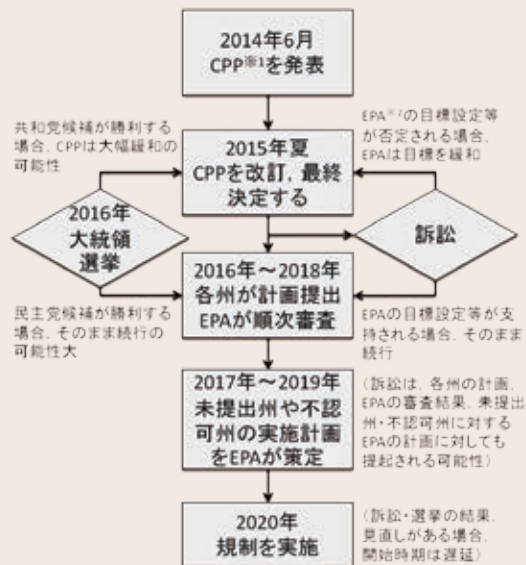 2014年6月
CPP※1を発表
共和党候補が勝利する
場合、CPPは大幅緩和の
可能性
EPA※2の目標設定等
が否定される場合、
EPAは目標を緩和
2015年夏
CPPを改訂、最終
決定する
2016年
大統領
選挙
訴訟
2016年~2018年
各州が計画提出
EPAが順次審査
民主党候補が勝利する
場合、そのまま続行の
可能性大
EPAの目標設定等が支
持される場合、そのまま
続行
2017年~2019年
未提出州や不認
可州の実施計画
をEPAが策定
(訴訟は、各州の計画、
EPAの審査結果、未提出
州・不認可州に対する
EPAの計画に対しても
提起される可能性)
2020年
規制を実施
(訴訟・選挙の結果、
見直しがある場合、
開始時期は遅延)